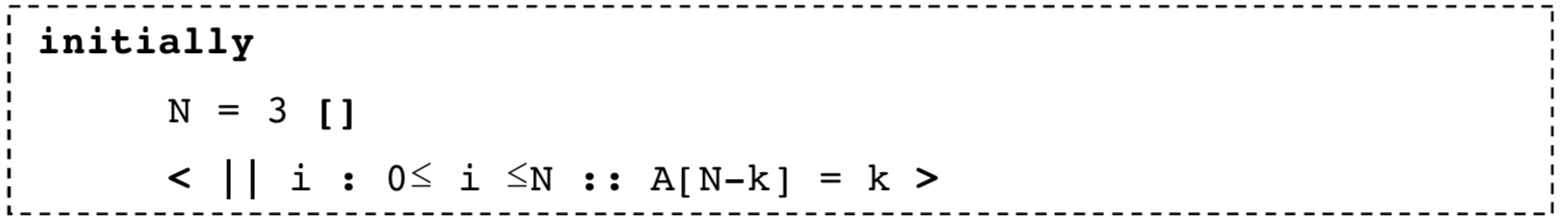 initially
N = 3 []
< || i : 0≤ i ≤N :: A[N-k] = k >